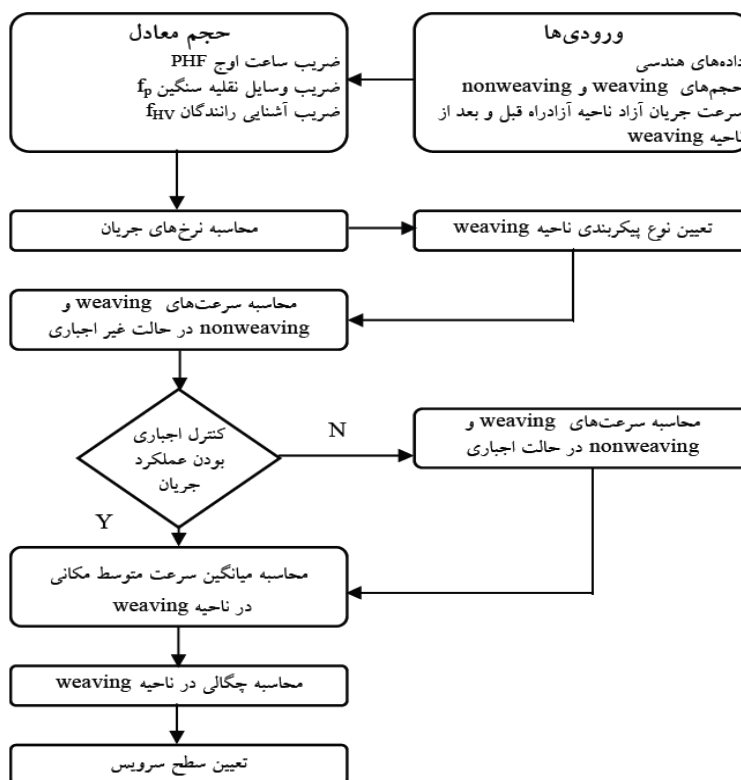 ورودی‌ها
داده‌های هندسی
حجم‌های weaving و nonweaving
سرعت جریان آزاد ناحیه آزادراه قبل و بعد از
ناحیه weaving
حجم معادل
ضریب ساعت اوج PHF
ضریب وسایل نقلیه سنگین fP
ضریب آشنایی رانندگان fHV
محاسبه نرخ‌های جریان
تعیین نوع پیکربندی ناحیه weaving
محاسبه سرعت‌های weaving و
nonweaving در حالت غیر اجباری
کنترل اجباری
بودن عملکرد
جریان
N
محاسبه سرعت‌های weaving و
nonweaving در حالت اجباری
Y
محاسبه میانگین سرعت متوسط مکانی
در ناحیه weaving
محاسبه چگالی در ناحیه weaving
تعیین سطح سرویس